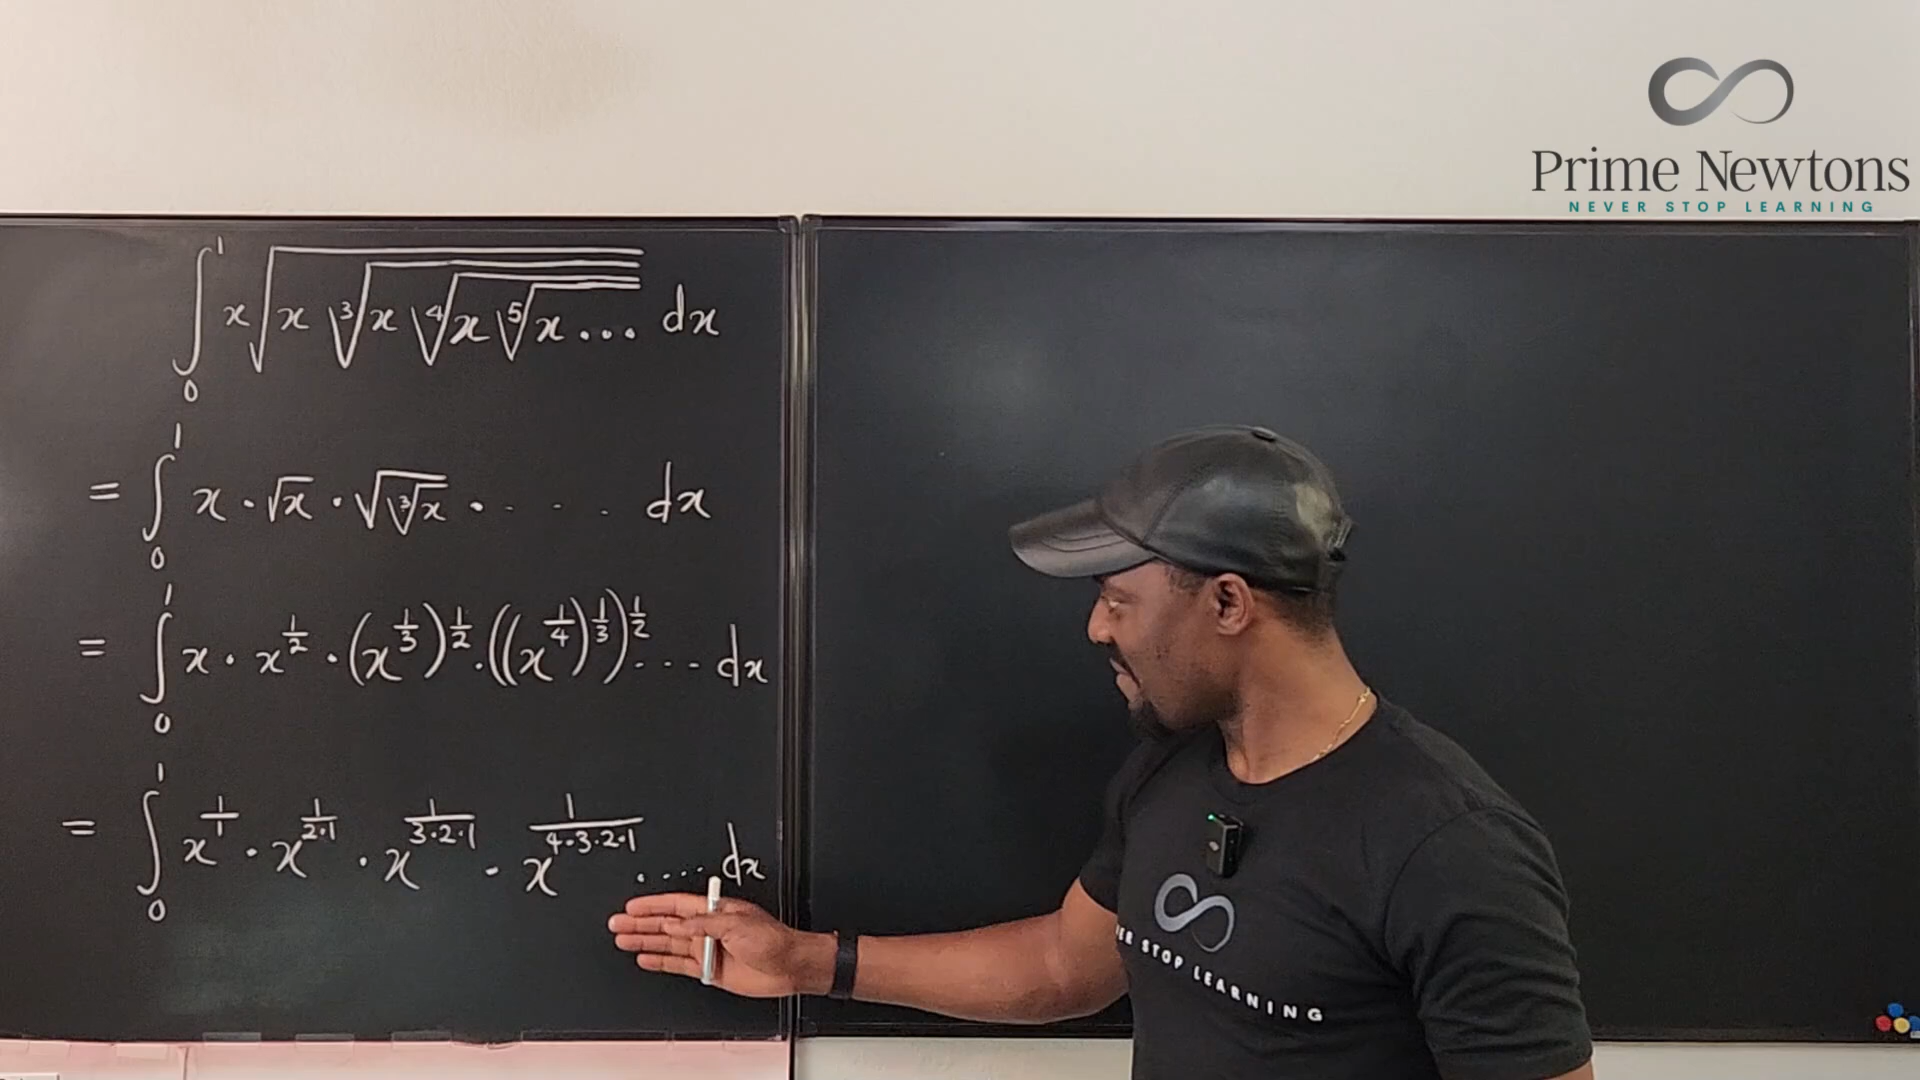 Prime Newtons
NEVER STOP LEARNING
∫₀¹ x√(x ∛(x ∜(x ⁵√(x ...)))) dx
= ∫₀¹ x · √x · √(∛x) · . . . dx
= ∫₀¹ x · x^(1/2) · (x^(1/3))^(1/2) · ((x^(1/4))^(1/3))^(1/2) ... dx
= ∫₀¹ x^(1/1) · x^(1/(2·1)) · x^(1/(3·2·1)) · x^(1/(4·3·2·1)) .... dx
STOP LEARNING